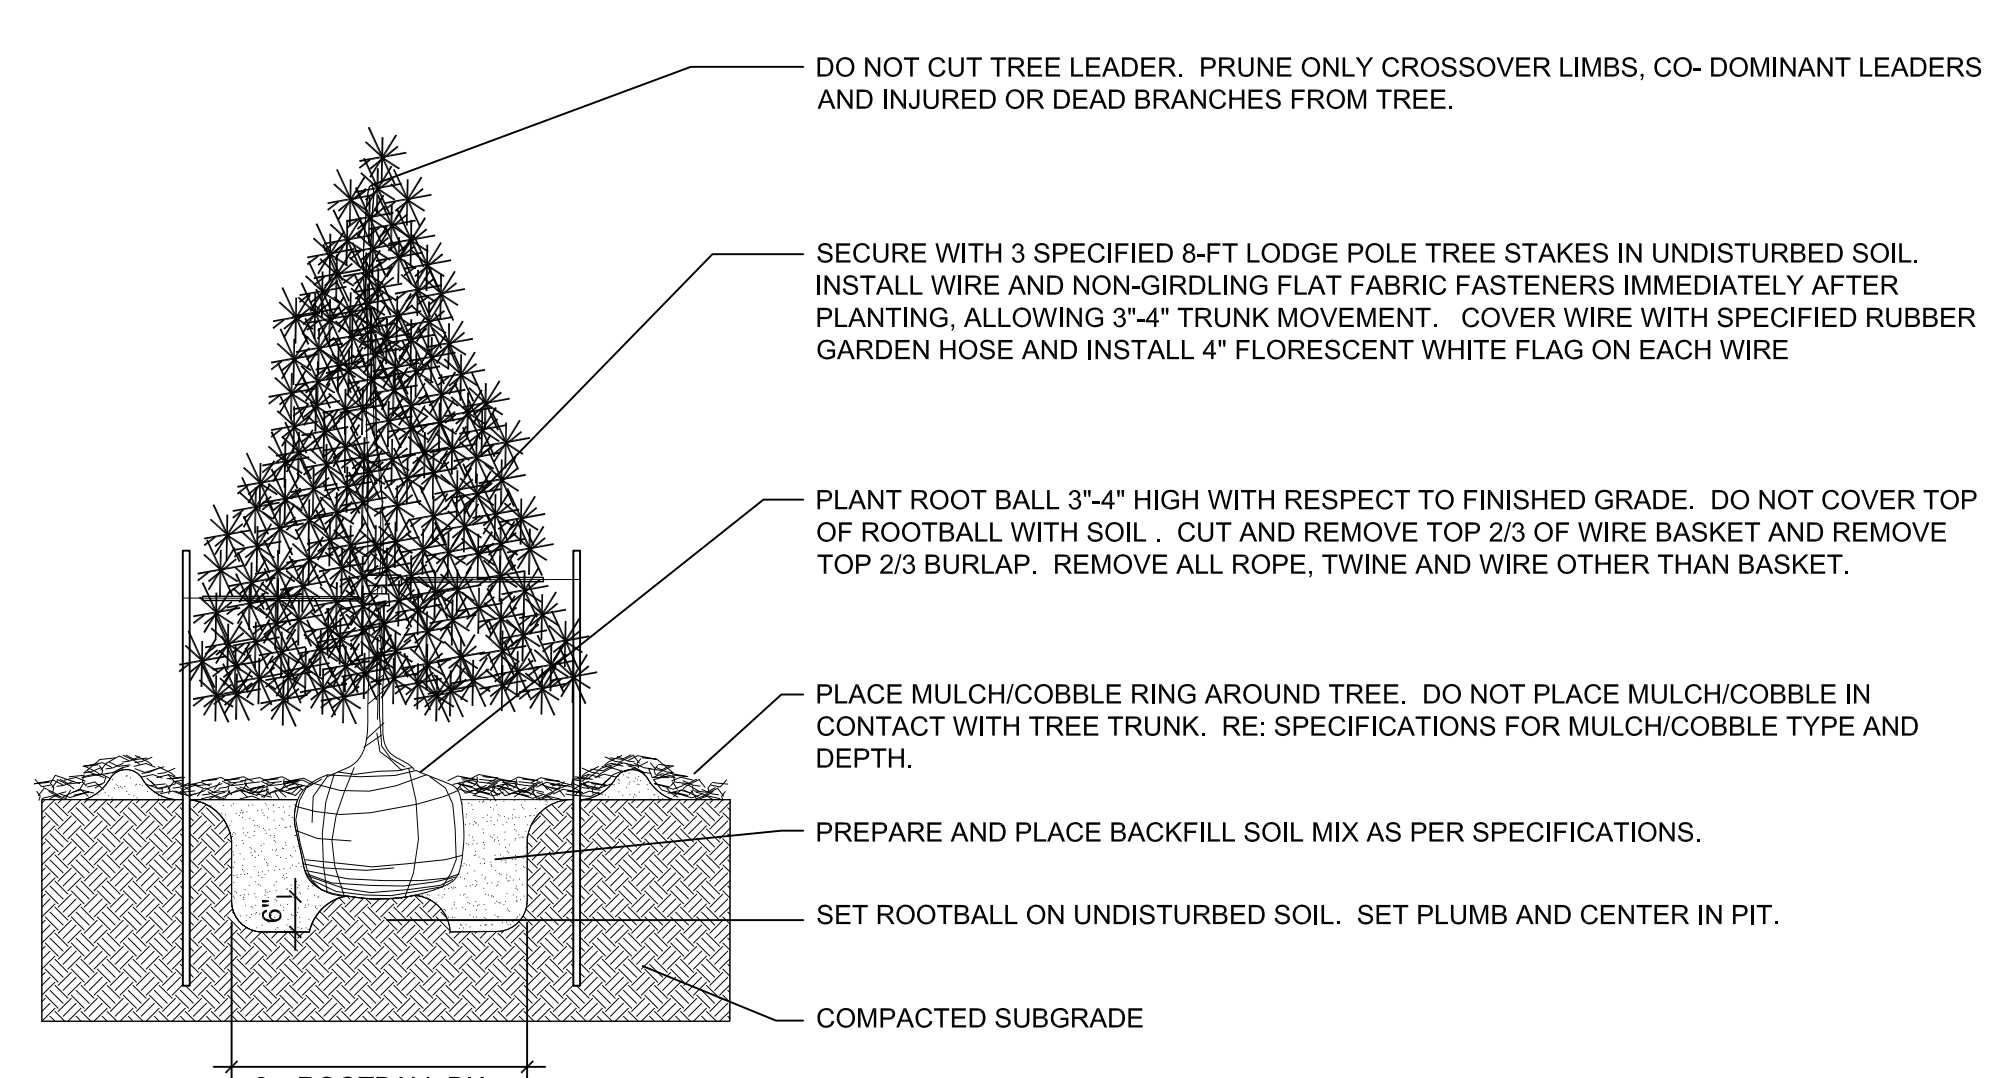 DO NOT CUT TREE LEADER.  PRUNE ONLY CROSSOVER LIMBS, CO- DOMINANT LEADERS
AND INJURED OR DEAD BRANCHES FROM TREE.
SECURE WITH 3 SPECIFIED 8-FT LODGE POLE TREE STAKES IN UNDISTURBED SOIL.
INSTALL WIRE AND NON-GIRDLING FLAT FABRIC FASTENERS IMMEDIATELY AFTER
PLANTING, ALLOWING 3"-4" TRUNK MOVEMENT.   COVER WIRE WITH SPECIFIED RUBBER
GARDEN HOSE AND INSTALL 4" FLORESCENT WHITE FLAG ON EACH WIRE
PLANT ROOT BALL 3"-4" HIGH WITH RESPECT TO FINISHED GRADE.  DO NOT COVER TOP
OF ROOTBALL WITH SOIL .  CUT AND REMOVE TOP 2/3 OF WIRE BASKET AND REMOVE
TOP 2/3 BURLAP.  REMOVE ALL ROPE, TWINE AND WIRE OTHER THAN BASKET.
PLACE MULCH/COBBLE RING AROUND TREE.  DO NOT PLACE MULCH/COBBLE IN
CONTACT WITH TREE TRUNK.  RE: SPECIFICATIONS FOR MULCH/COBBLE TYPE AND
DEPTH.
PREPARE AND PLACE BACKFILL SOIL MIX AS PER SPECIFICATIONS.
6"
SET ROOTBALL ON UNDISTURBED SOIL.  SET PLUMB AND CENTER IN PIT.
COMPACTED SUBGRADE
ROOTBALL